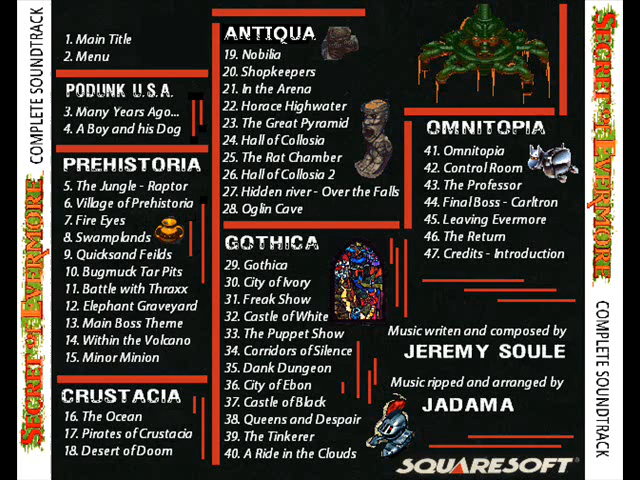 SECRET OF EVERMORE COMPLETE SOUNDTRACK
1. Main Title
2. Menu
PODUNK U.S.A.
3. Many Years Ago...
4. A Boy and his Dog
PREHISTORIA
5. The Jungle - Raptor
6. Village of Prehistoria
7. Fire Eyes
8. Swamplands
9. Quicksand Feilds
10. Bugmuck Tar Pits
11. Battle with Thraxx
12. Elephant Graveyard
13. Main Boss Theme
14. Within the Volcano
15. Minor Minion
CRUSTACIA
16. The Ocean
17. Pirates of Crustacia
18. Desert of Doom
ANTIQUA
19. Nobilia
20. Shopkeepers
21. In the Arena
22. Horace Highwater
23. The Great Pyramid
24. Hall of Collosia
25. The Rat Chamber
26. Hall of Collosia 2
27. Hidden river - Over the Falls
28. Oglin Cave
GOTHICA
29. Gothica
30. City of Ivory
31. Freak Show
32. Castle of White
33. The Puppet Show
34. Corridors of Silence
35. Dank Dungeon
36. City of Ebon
37. Castle of Black
38. Queens and Despair
39. The Tinkerer
40. A Ride in the Clouds
OMNITOPIA
41. Omnitopia
42. Control Room
43. The Professor
44. Final Boss - Carltron
45. Leaving Evermore
46. The Return
47. Credits - Introduction
Music writen and composed by
JEREMY SOULE
Music ripped and arranged by
JADAMA
SQUARESOFT®
SECRET OF EVERMORE COMPLETE SOUNDTRACK